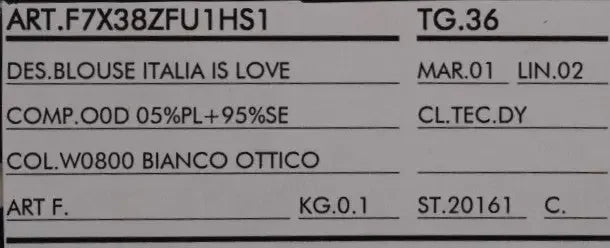 ART.F7X38ZFU1HS1 TG.36
DES.BLOUSE ITALIA IS LOVE MAR.01 LIN.02
COMP.O0D 05%PL+95%SE CL.TEC.DY
COL.W0800 BIANCO OTTICO
ART F. KG.0.1 ST.20161 C.